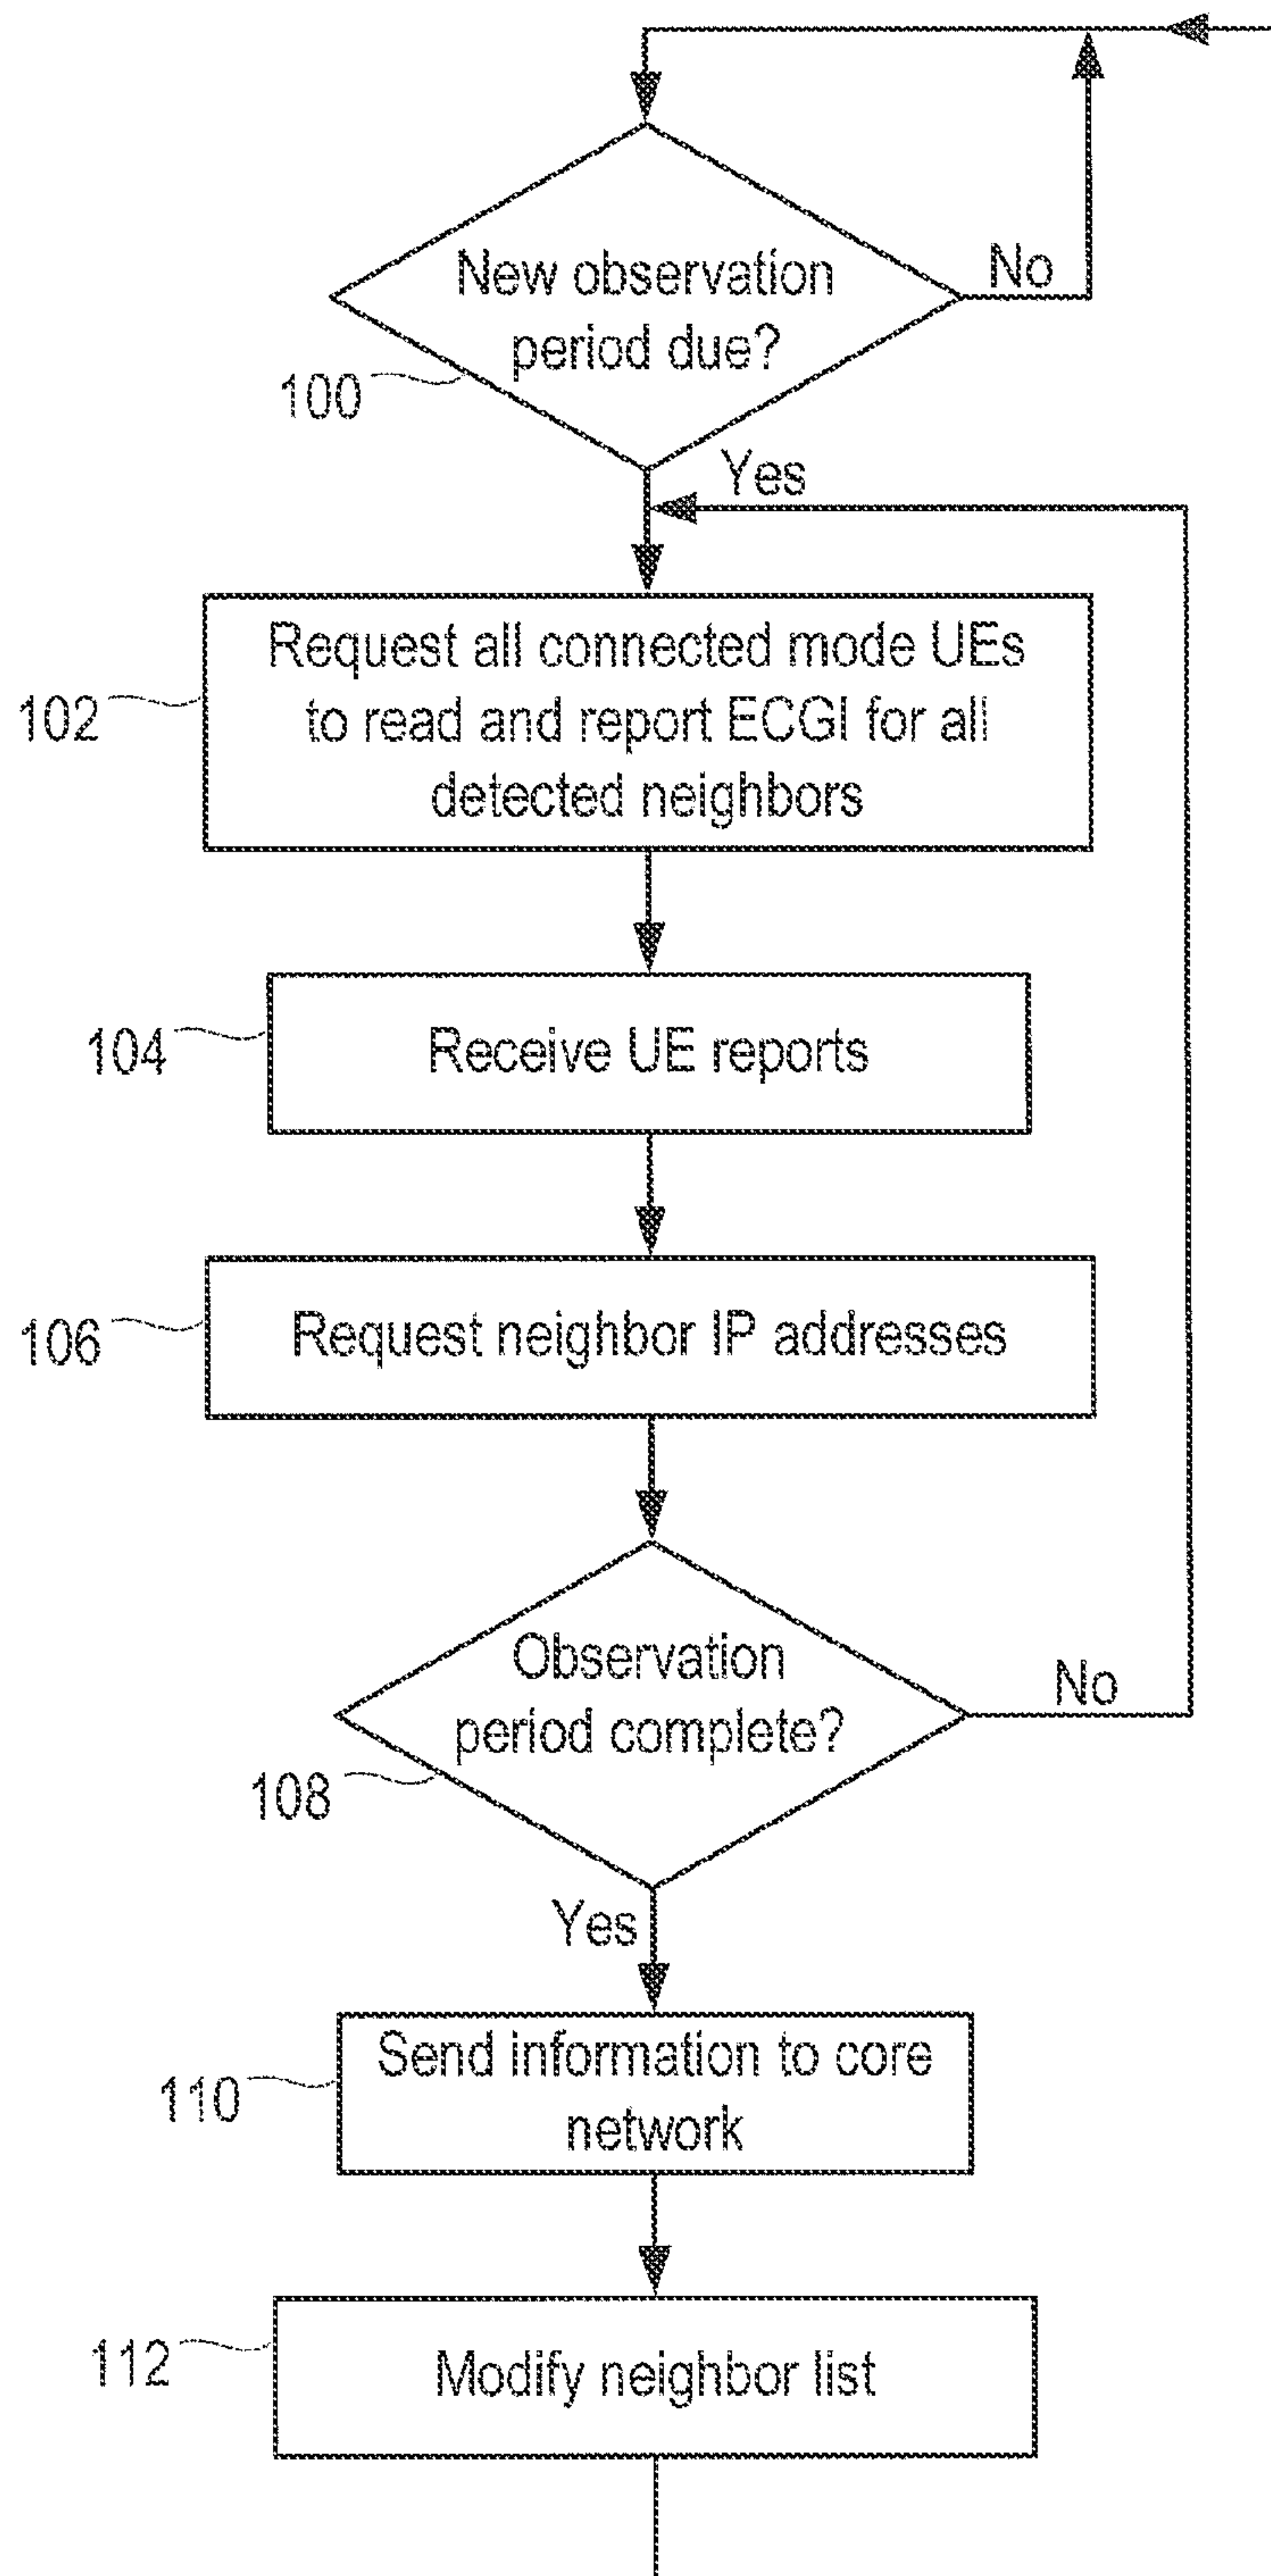 New observation
No
period due?
100
Yes
Request all connected mode UEs
102
to read and report ECGI for all
detected neighbors
104
Receive UE reports
106
Request neighbor IP addresses
Observation
No
period complete?
108
Yes
Send information to core
110
network
112
Modify neighbor list